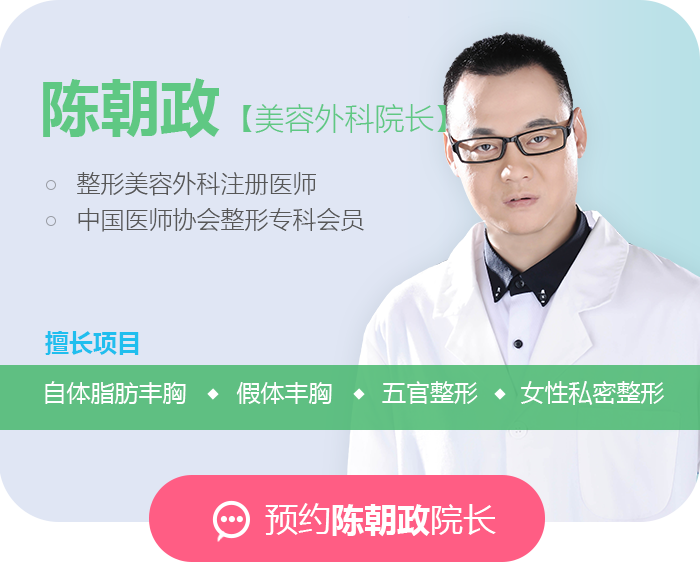 陈朝政【美容外科院长】
整形美容外科注册医师
中国医师协会整形专科会员
擅长项目
自体脂肪丰胸 ◆ 假体丰胸 ◆ 五官整形 ◆ 女性私密整形
预约陈朝政院长